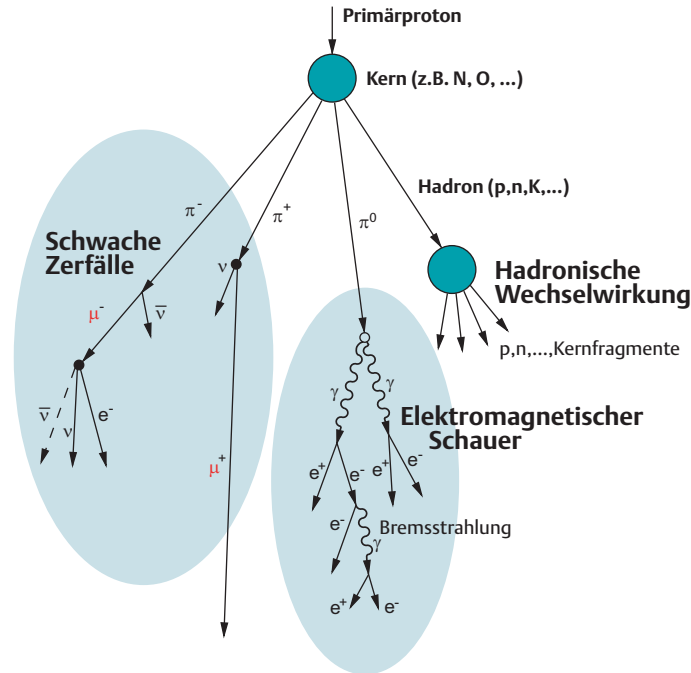 Primärproton
Kern (z.B. N, O, ...)
Hadron (p,n,K,...)
π⁻
π⁺
π⁰
Schwache
Zerfälle
ν
Hadronische
Wechselwirkung
μ⁻
ν̅
p,n,...,Kernfragmente
γ
γ
ν̅
ν
e⁻
Elektromagnetischer
Schauer
μ⁺
e⁺
e⁻
e⁺
e⁻
e⁻
Bremsstrahlung
γ
e⁺
e⁻